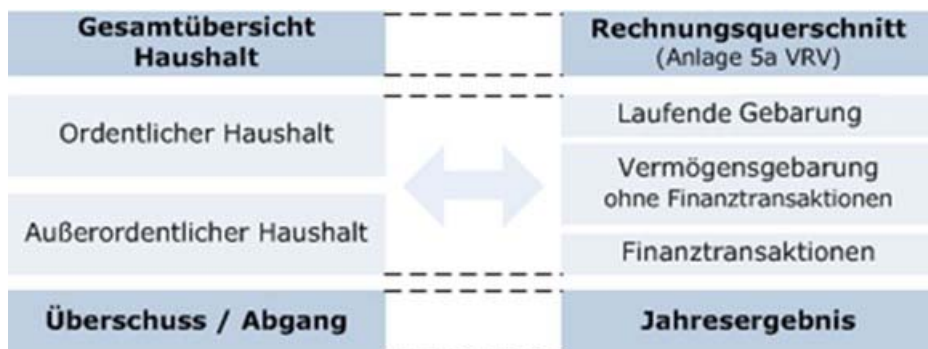 Gesamtübersicht
Haushalt
Ordentlicher Haushalt
Außerordentlicher Haushalt
Überschuss / Abgang
Rechnungsquerschnitt
(Anlage 5a VRV)
Laufende Gebarung
Vermögensgebarung
ohne Finanztransaktionen
Finanztransaktionen
Jahresergebnis